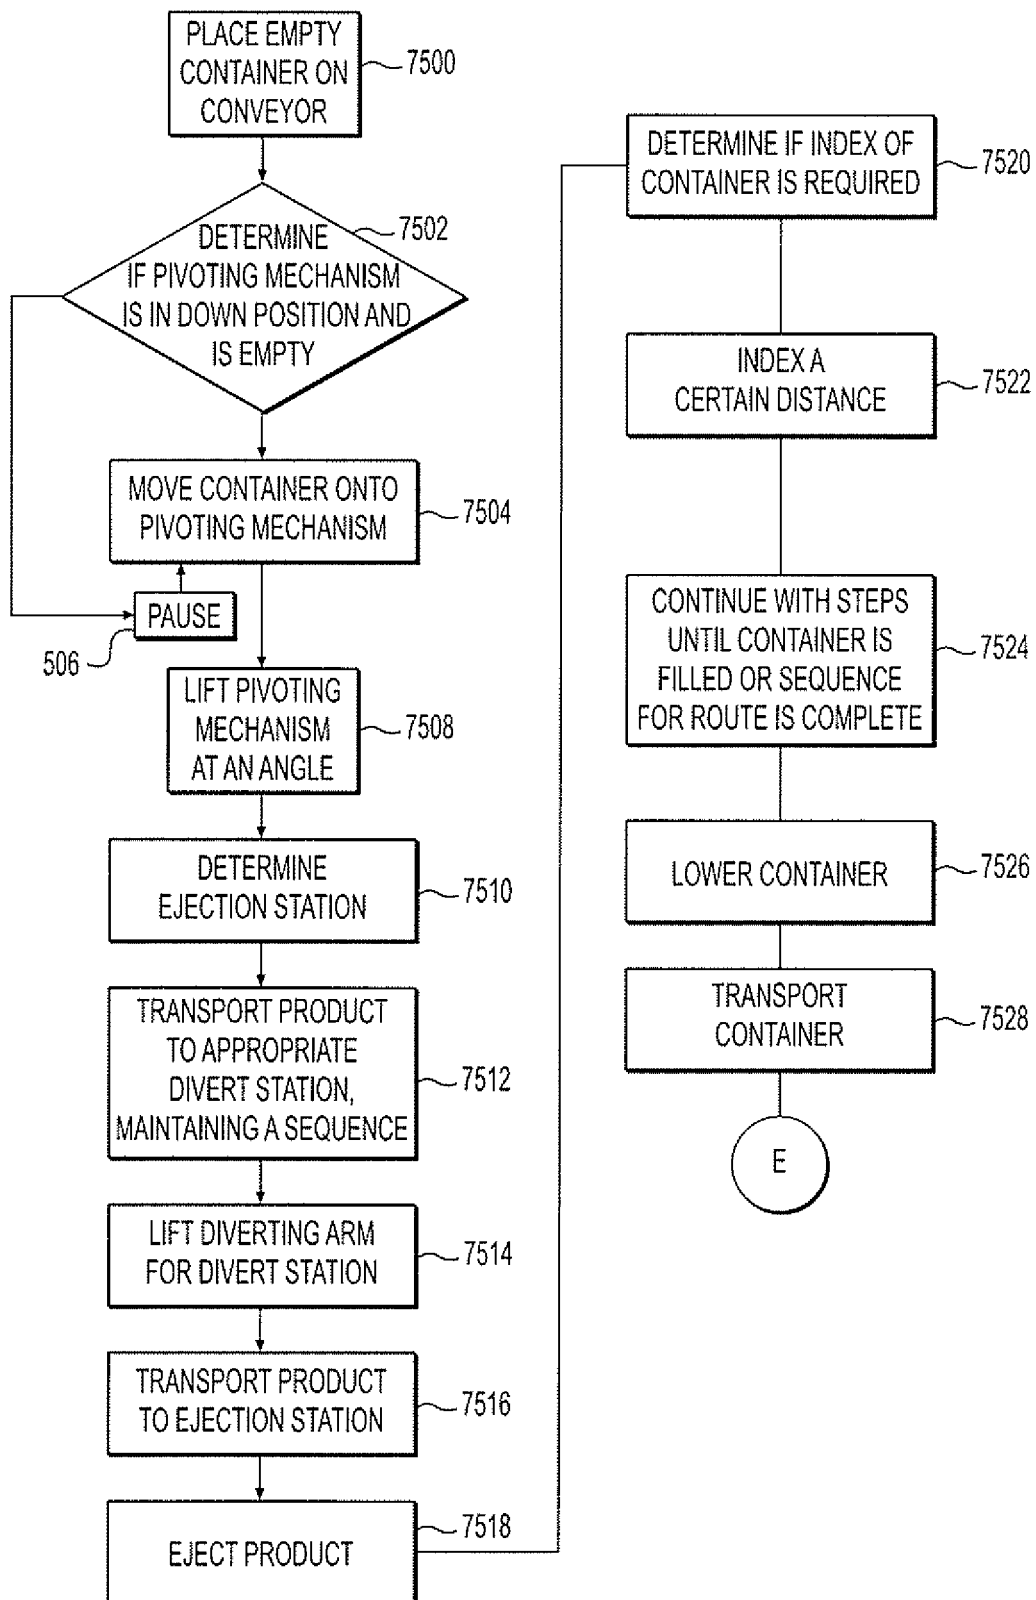 PLACE EMPTY
CONTAINER ON
CONVEYOR
7500
7502
DETERMINE
IF PIVOTING MECHANISM
IS IN DOWN POSITION AND
IS EMPTY
MOVE CONTAINER ONTO
PIVOTING MECHANISM
7504
PAUSE
506
LIFT PIVOTING
MECHANISM
AT AN ANGLE
7508
DETERMINE
EJECTION STATION
7510
TRANSPORT PRODUCT
TO APPROPRIATE
DIVERT STATION,
MAINTAINING A SEQUENCE
7512
LIFT DIVERTING ARM
FOR DIVERT STATION
7514
TRANSPORT PRODUCT
TO EJECTION STATION
7516
EJECT PRODUCT
7518
DETERMINE IF INDEX OF
CONTAINER IS REQUIRED
7520
INDEX A
CERTAIN DISTANCE
7522
CONTINUE WITH STEPS
UNTIL CONTAINER IS
FILLED OR SEQUENCE
FOR ROUTE IS COMPLETE
7524
LOWER CONTAINER
7526
TRANSPORT
CONTAINER
7528
E